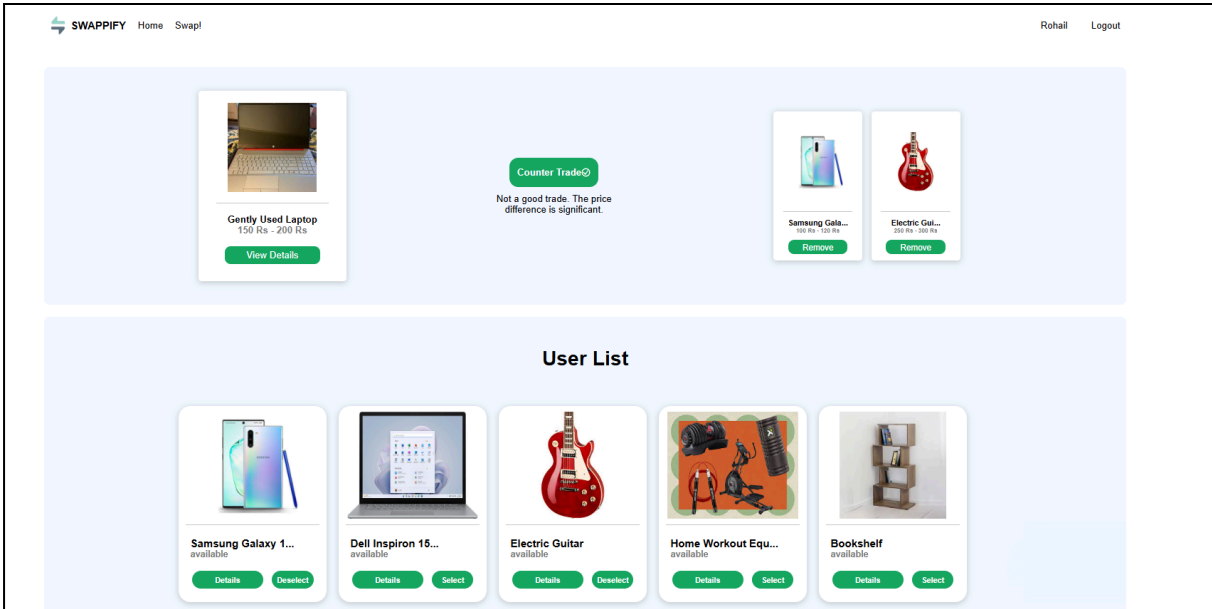 SWAPPIFY Home Swap! Rohail Logout
Gently Used Laptop
150 Rs - 200 Rs
View Details
Counter Trade
Not a good trade. The price
difference is significant.
Samsung Gala...
100 Rs - 120 Rs
Remove
Electric Gui...
250 Rs - 300 Rs
Remove
User List
Samsung Galaxy 1...
available
Details Deselect
Dell Inspiron 15...
available
Details Select
Electric Guitar
available
Details Deselect
Home Workout Equ...
available
Details Select
Bookshelf
available
Details Select